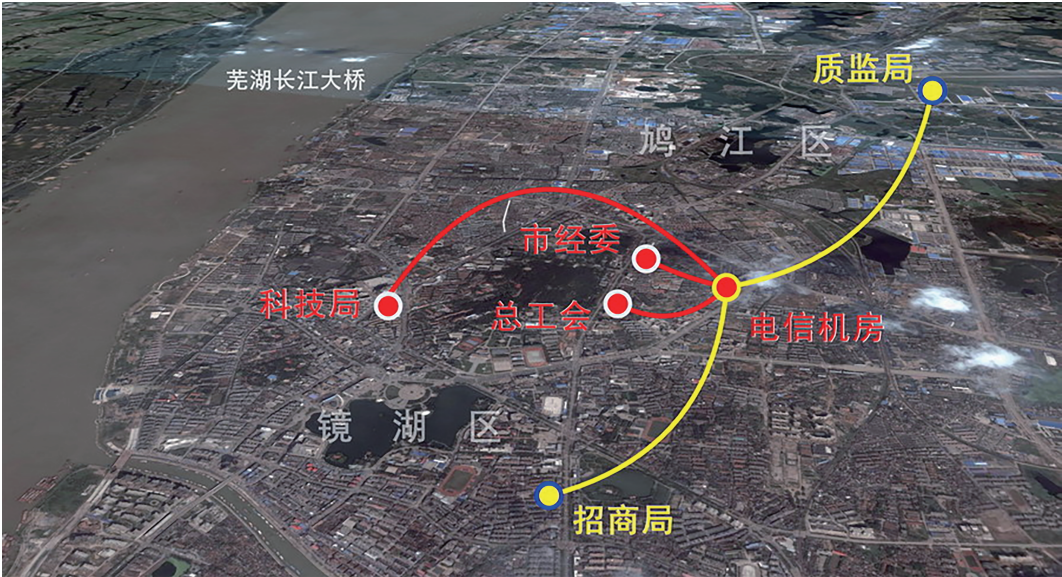 质监局
芜湖长江大桥
鸠江区
市经委
科技局
总工会
电信机房
镜湖区
招商局